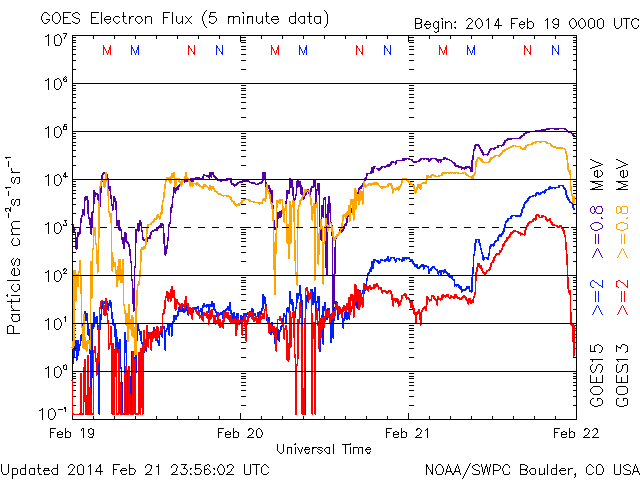 GOES Electron Flux (5 minute data)
Begin: 2014 Feb 19 0000 UTC
10⁷
M M N N M M N N M M N N
10⁶
10⁵
10⁴
10³
10²
10¹
10⁰
10⁻¹
Particles cm⁻²s⁻¹sr⁻¹
Feb 19 Feb 20 Feb 21 Feb 22
Universal Time
GOES15 >=2 >=0.8 MeV
GOES13 >=2 >=0.8 MeV
Updated 2014 Feb 21 23:56:02 UTC
NOAA/SWPC Boulder, CO USA